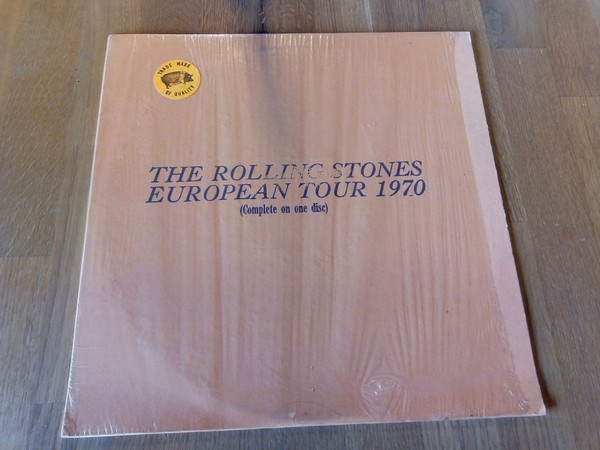 TRADE MARK
OF QUALITY
THE ROLLING STONES
EUROPEAN TOUR 1970
(Complete on one disc)